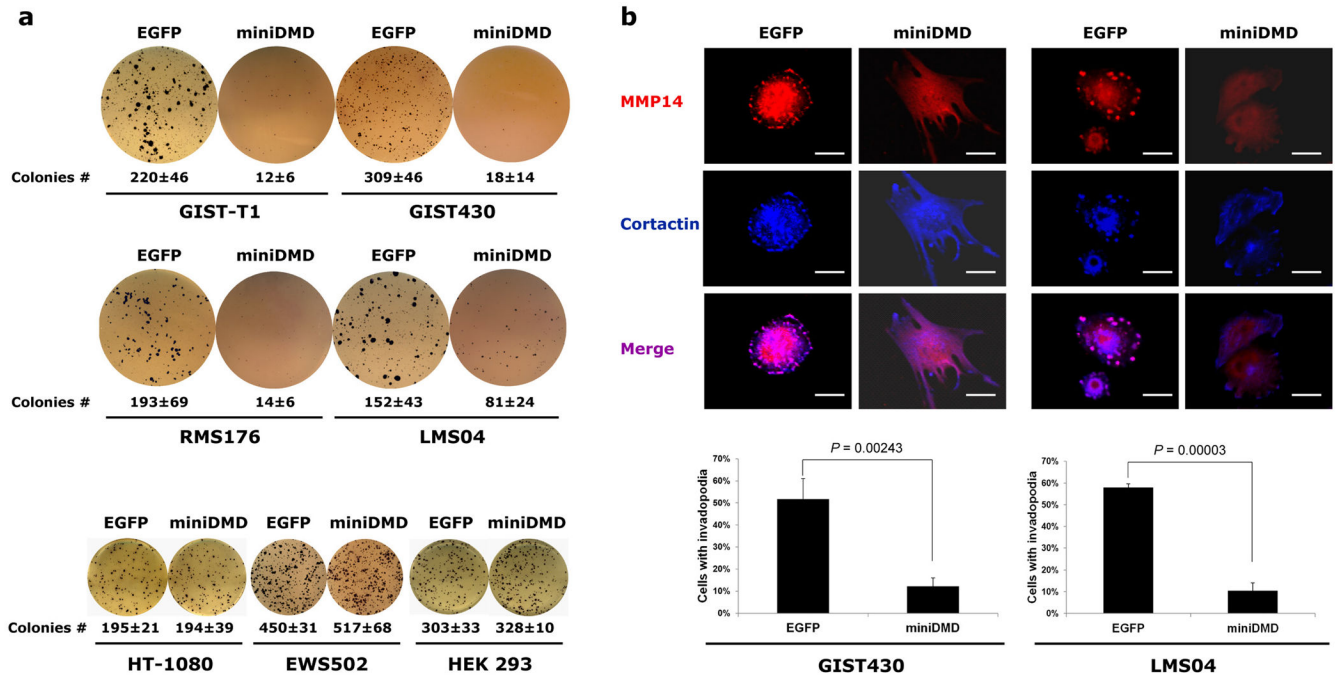 a
EGFP miniDMD EGFP miniDMD
Colonies # 220±46 12±6 309±46 18±14
GIST-T1 GIST430
EGFP miniDMD EGFP miniDMD
Colonies # 193±69 14±6 152±43 81±24
RMS176 LMS04
EGFP miniDMD EGFP miniDMD EGFP miniDMD
Colonies # 195±21 194±39 450±31 517±68 303±33 328±10
HT-1080 EWS502 HEK 293
b
EGFP miniDMD EGFP miniDMD
MMP14
Cortactin
Merge
P = 0.00243
Cells with invadopodia
70%
60%
50%
40%
30%
20%
10%
0%
EGFP miniDMD
GIST430
P = 0.00003
Cells with invadopodia
70%
60%
50%
40%
30%
20%
10%
0%
EGFP miniDMD
LMS04